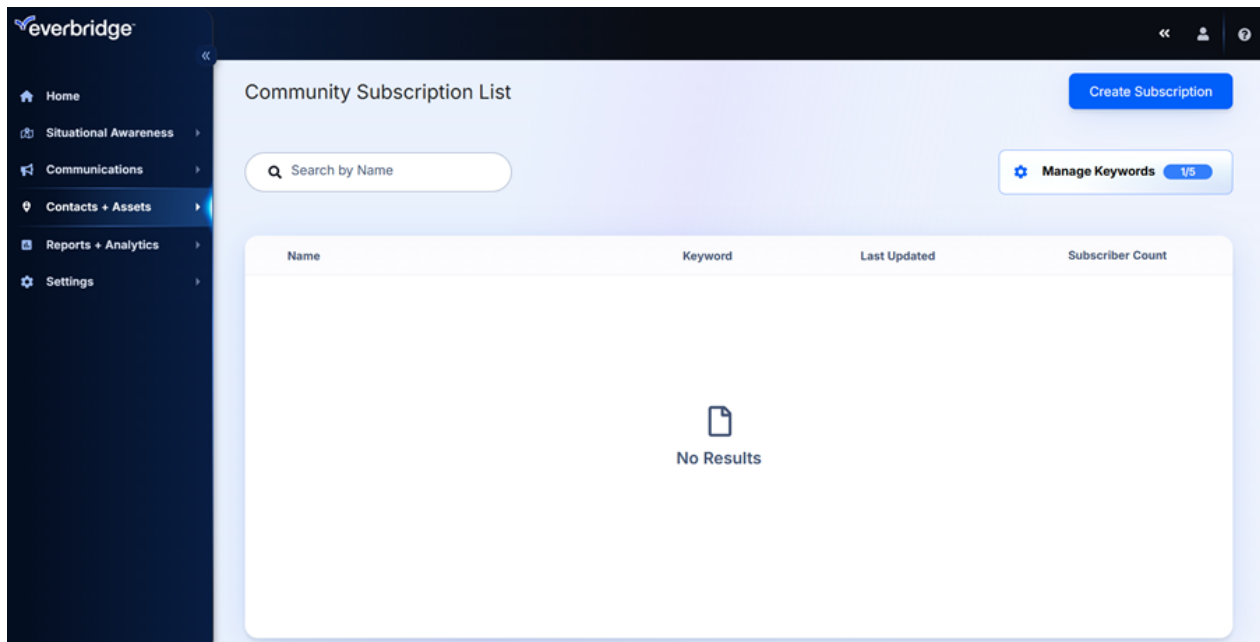 everbridge
Home
Situational Awareness
Communications
Contacts + Assets
Reports + Analytics
Settings
Community Subscription List
Create Subscription
Search by Name
Manage Keywords 1/5
Name Keyword Last Updated Subscriber Count
No Results